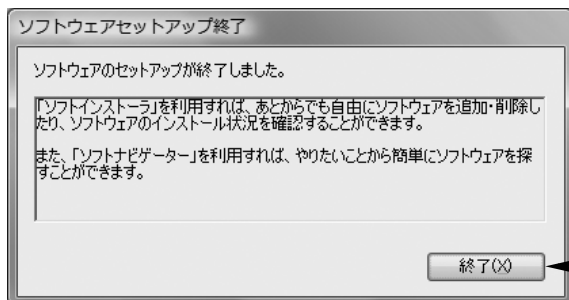 ソフトウェアセットアップ終了
ソフトウェアのセットアップが終了しました。
「ソフトインストーラ」を利用すれば、あとからでも自由にソフトウェアを追加・削除し
たり、ソフトウェアのインストール状況を確認することができます。
また、「ソフトナビゲーター」を利用すれば、やりたいことから簡単にソフトウェアを探
すことができます。
終了(X)